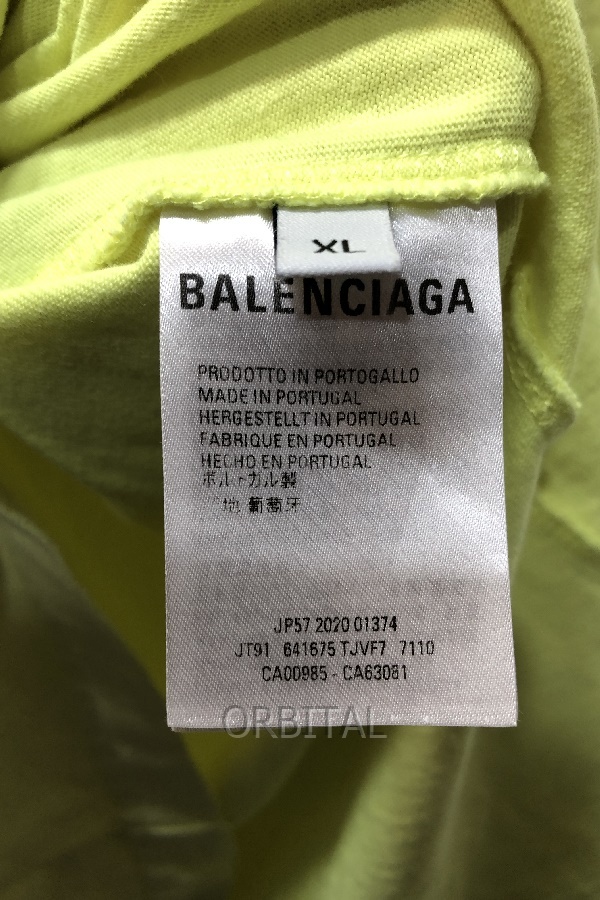 XL
BALENCIAGA
PRODOTTO IN PORTOGALLO
MADE IN PORTUGAL
HERGESTELLT IN PORTUGAL
FABRIQUE EN PORTUGAL
HECHO EN PORTUGAL
ポルトガル製
地 葡萄牙
JP57 2020 01374
JT91 641675 TJVF7 7110
CA00985 - CA63081
ORBITAL